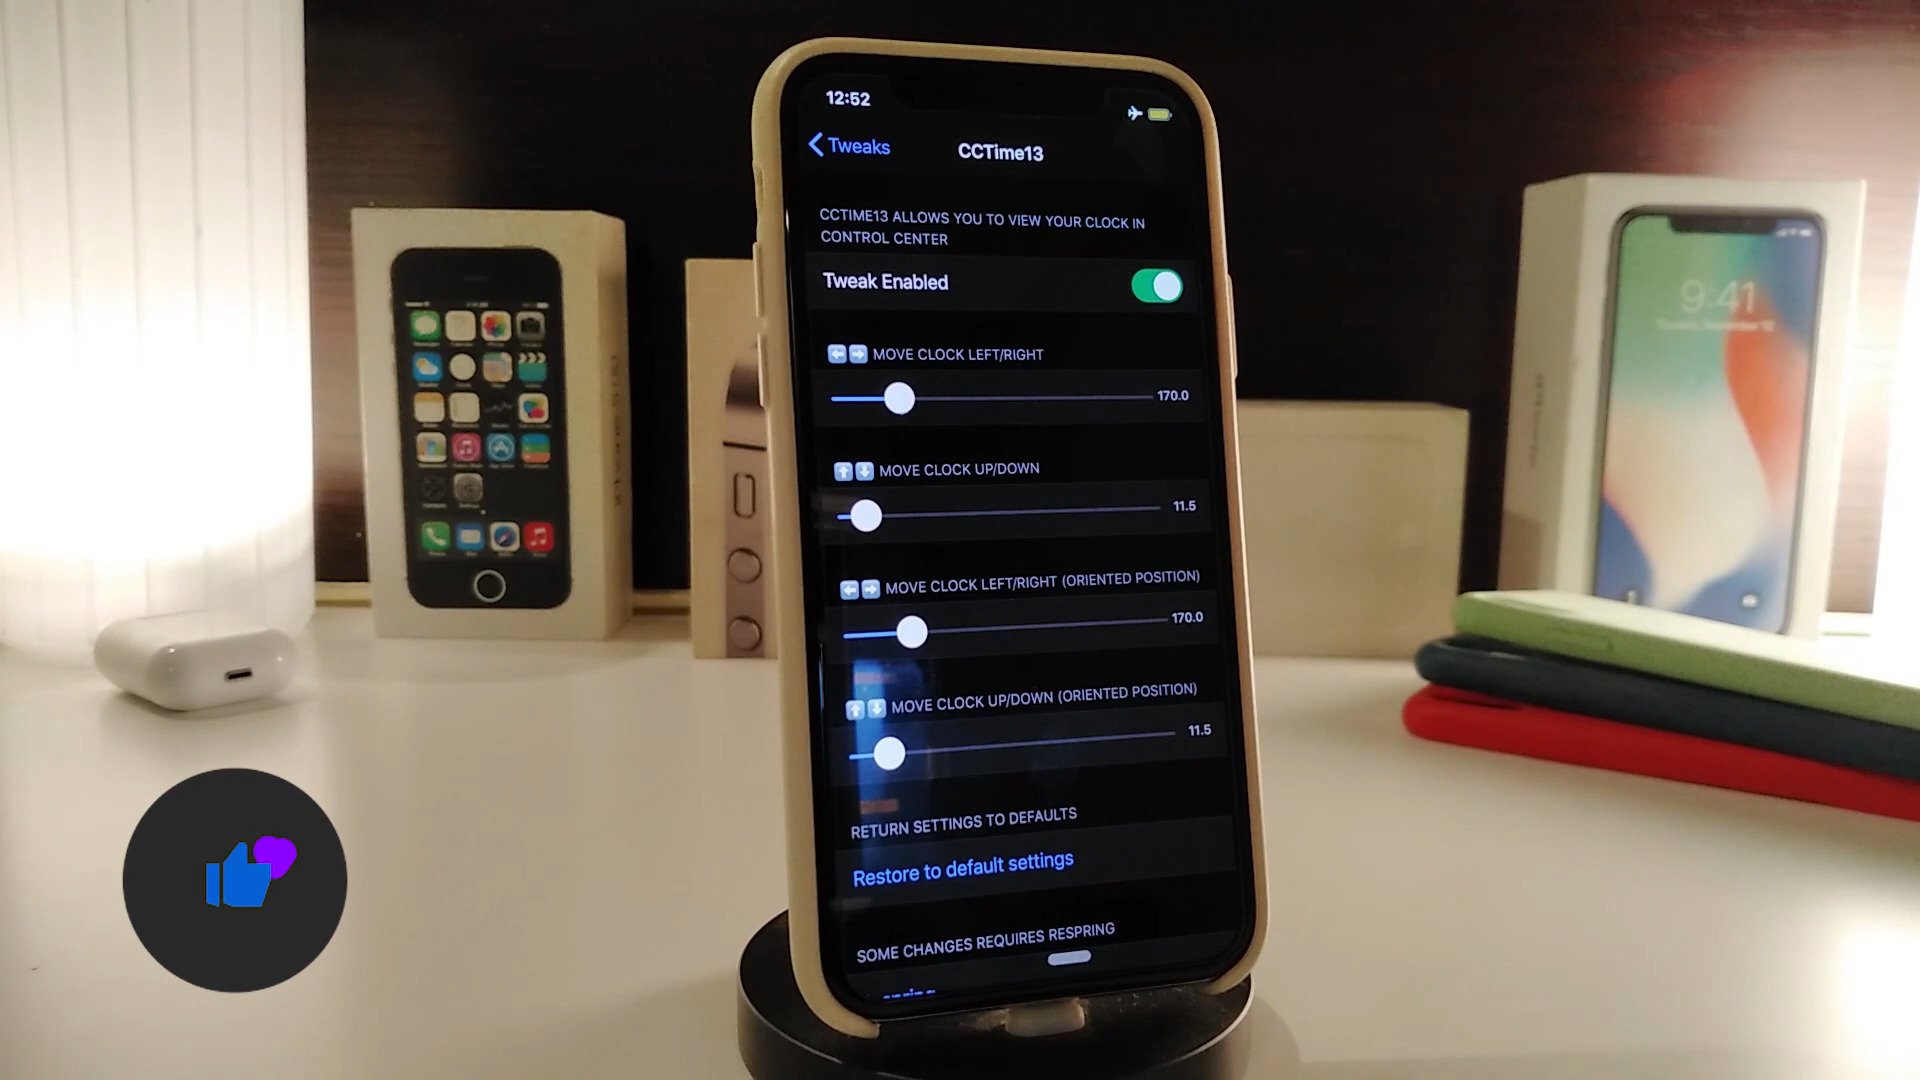 12:52
Tweaks
CCTime13
CCTIME13 ALLOWS YOU TO VIEW YOUR CLOCK IN
CONTROL CENTER
Tweak Enabled
MOVE CLOCK LEFT/RIGHT
170.0
MOVE CLOCK UP/DOWN
11.5
MOVE CLOCK LEFT/RIGHT (ORIENTED POSITION)
170.0
MOVE CLOCK UP/DOWN (ORIENTED POSITION)
11.5
RETURN SETTINGS TO DEFAULTS
Restore to default settings
SOME CHANGES REQUIRES RESPRING
9:41